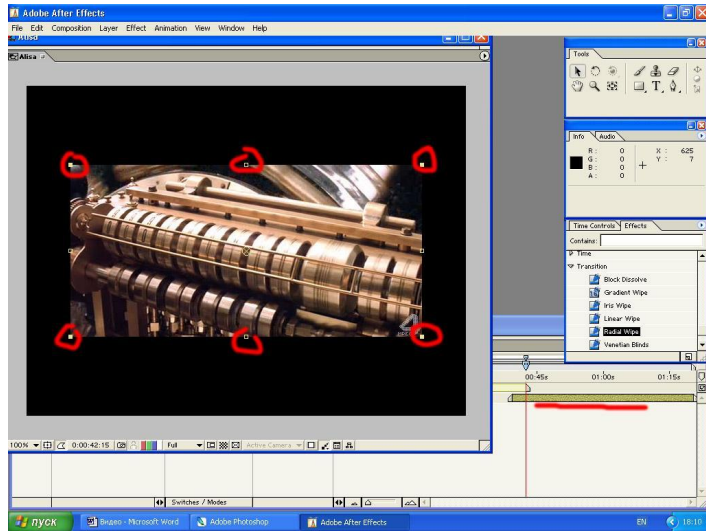 Adobe After Effects
File Edit Composition Layer Effect Animation View Window Help
Alisa
Alisa
Tools
T
Info Audio
R : 0 X : 625
G : 0 Y : 7
B : 0
A : 0
Time Controls Effects
Contains:
Time
Transition
Block Dissolve
Gradient Wipe
Iris Wipe
Linear Wipe
Radial Wipe
Venetian Blinds
00:45s 01:00s 01:15s
100% 0:00:42:15 Full Active Camera
Switches / Modes
пуск Видео - Microsoft Word Adobe Photoshop Adobe After Effects EN 18:10